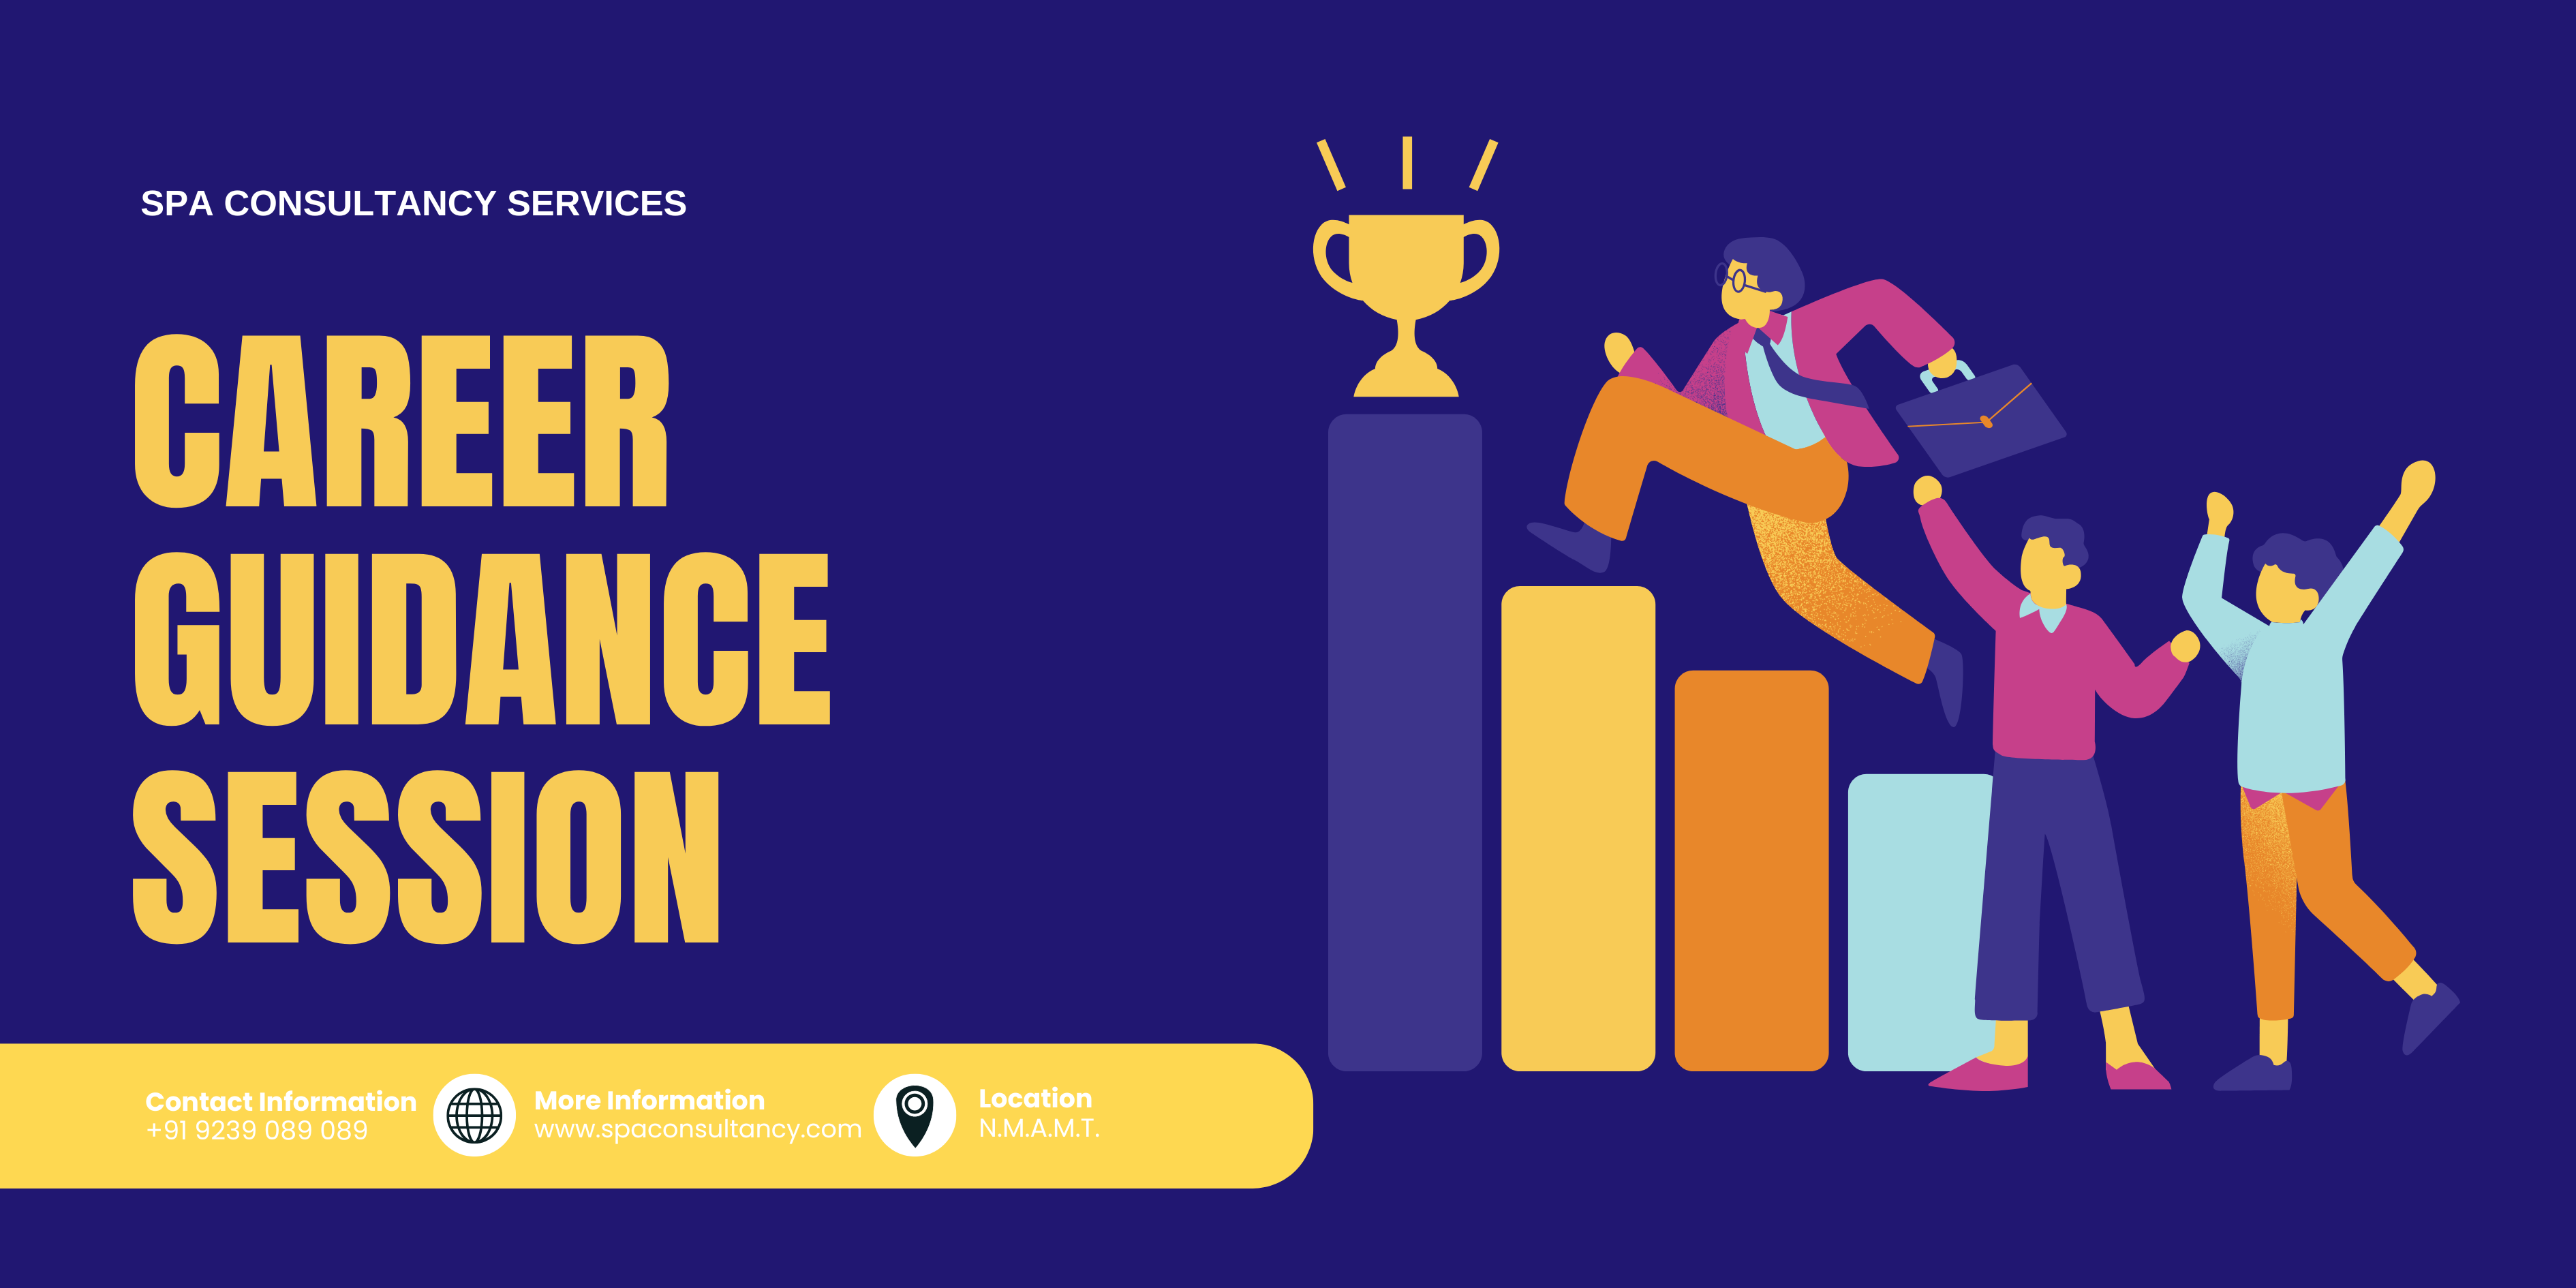 SPA CONSULTANCY SERVICES
CAREER
GUIDANCE
SESSION
Contact Information
+91 9239 089 089
More Information
www.spaconsultancy.com
Location
N.M.A.M.T.